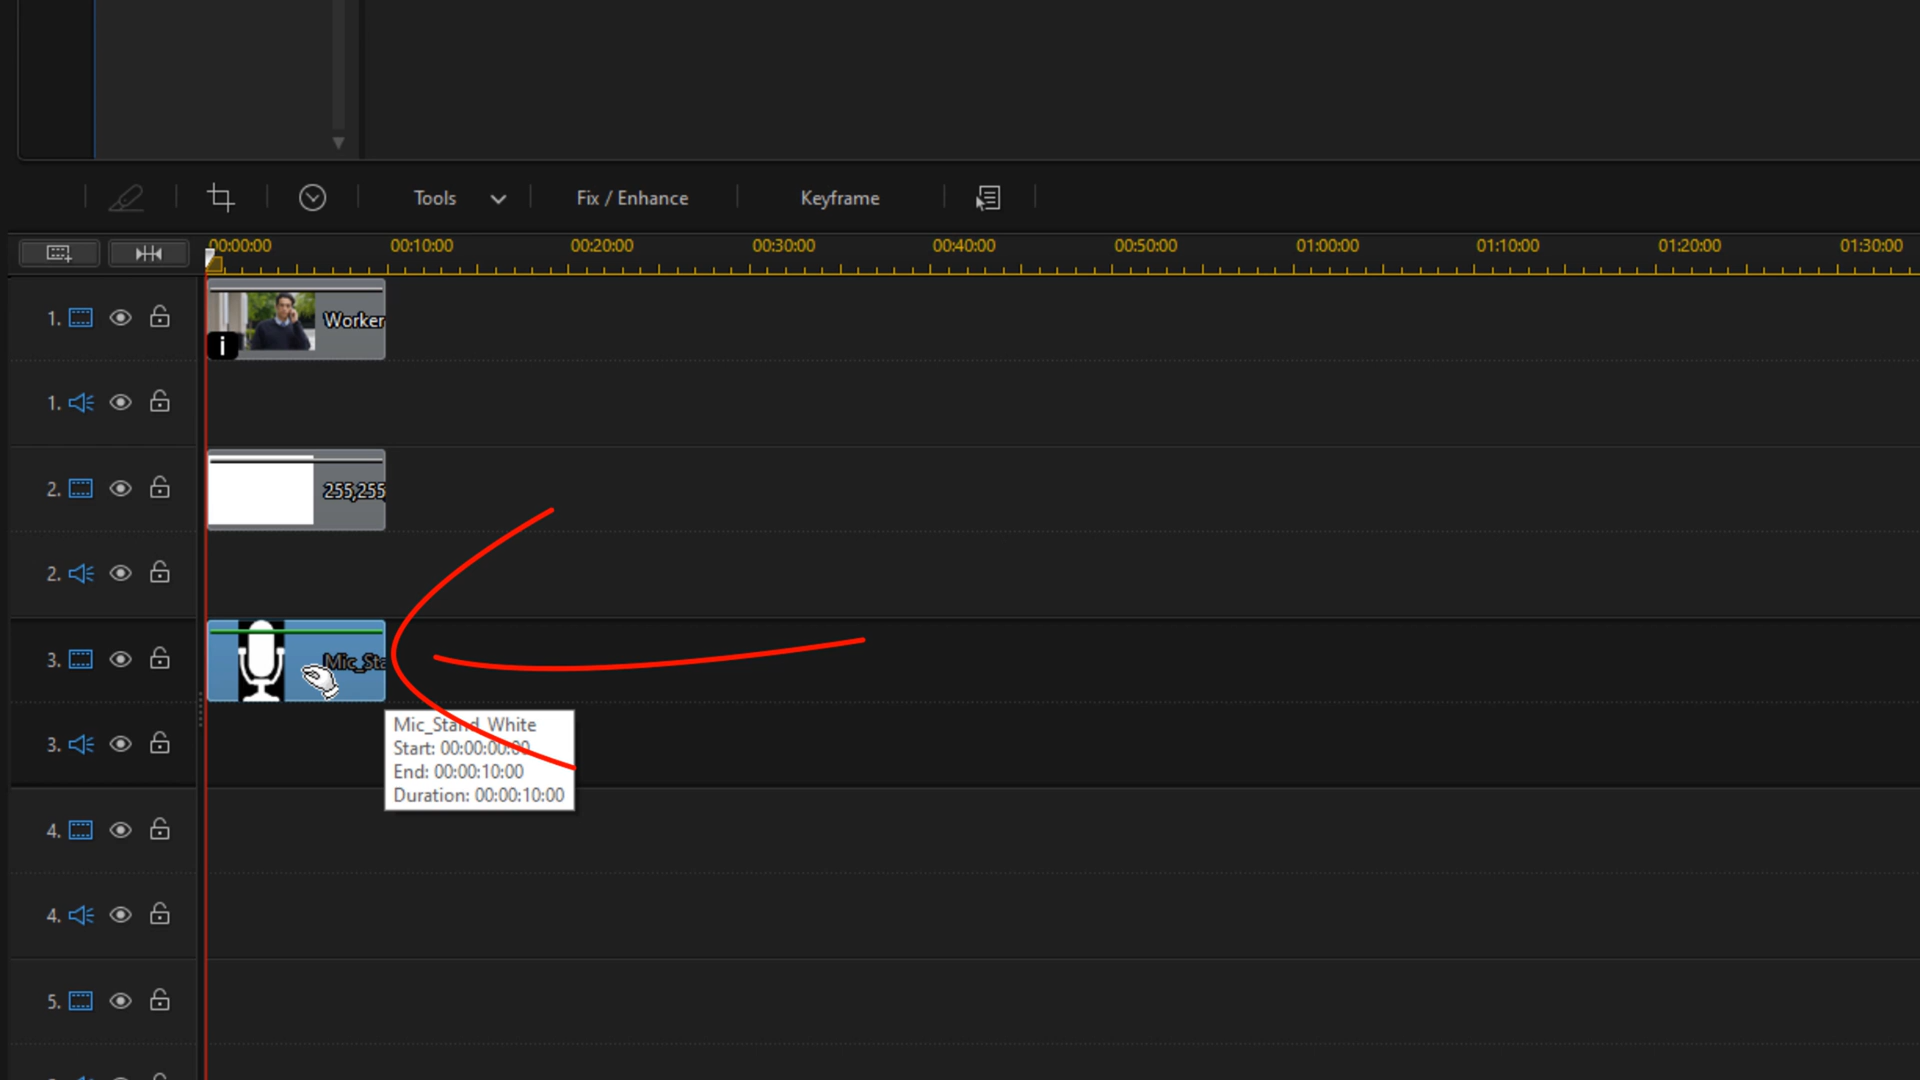 Tools
Fix / Enhance
Keyframe
00:00:00
00:10:00
00:20:00
00:30:00
00:40:00
00:50:00
01:00:00
01:10:00
01:20:00
01:30:00
1.
i
Worker
1.
2.
255,255,
2.
3.
Mic_Sta
3.
Mic_Stand_White
Start: 00:00:00:00
End: 00:00:10:00
Duration: 00:00:10:00
4.
4.
5.